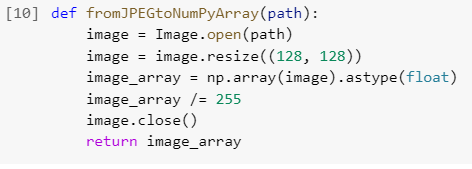 [10] def fromJPEGtoNumPyArray(path):
    image = Image.open(path)
    image = image.resize((128, 128))
    image_array = np.array(image).astype(float)
    image_array /= 255
    image.close()
    return image_array